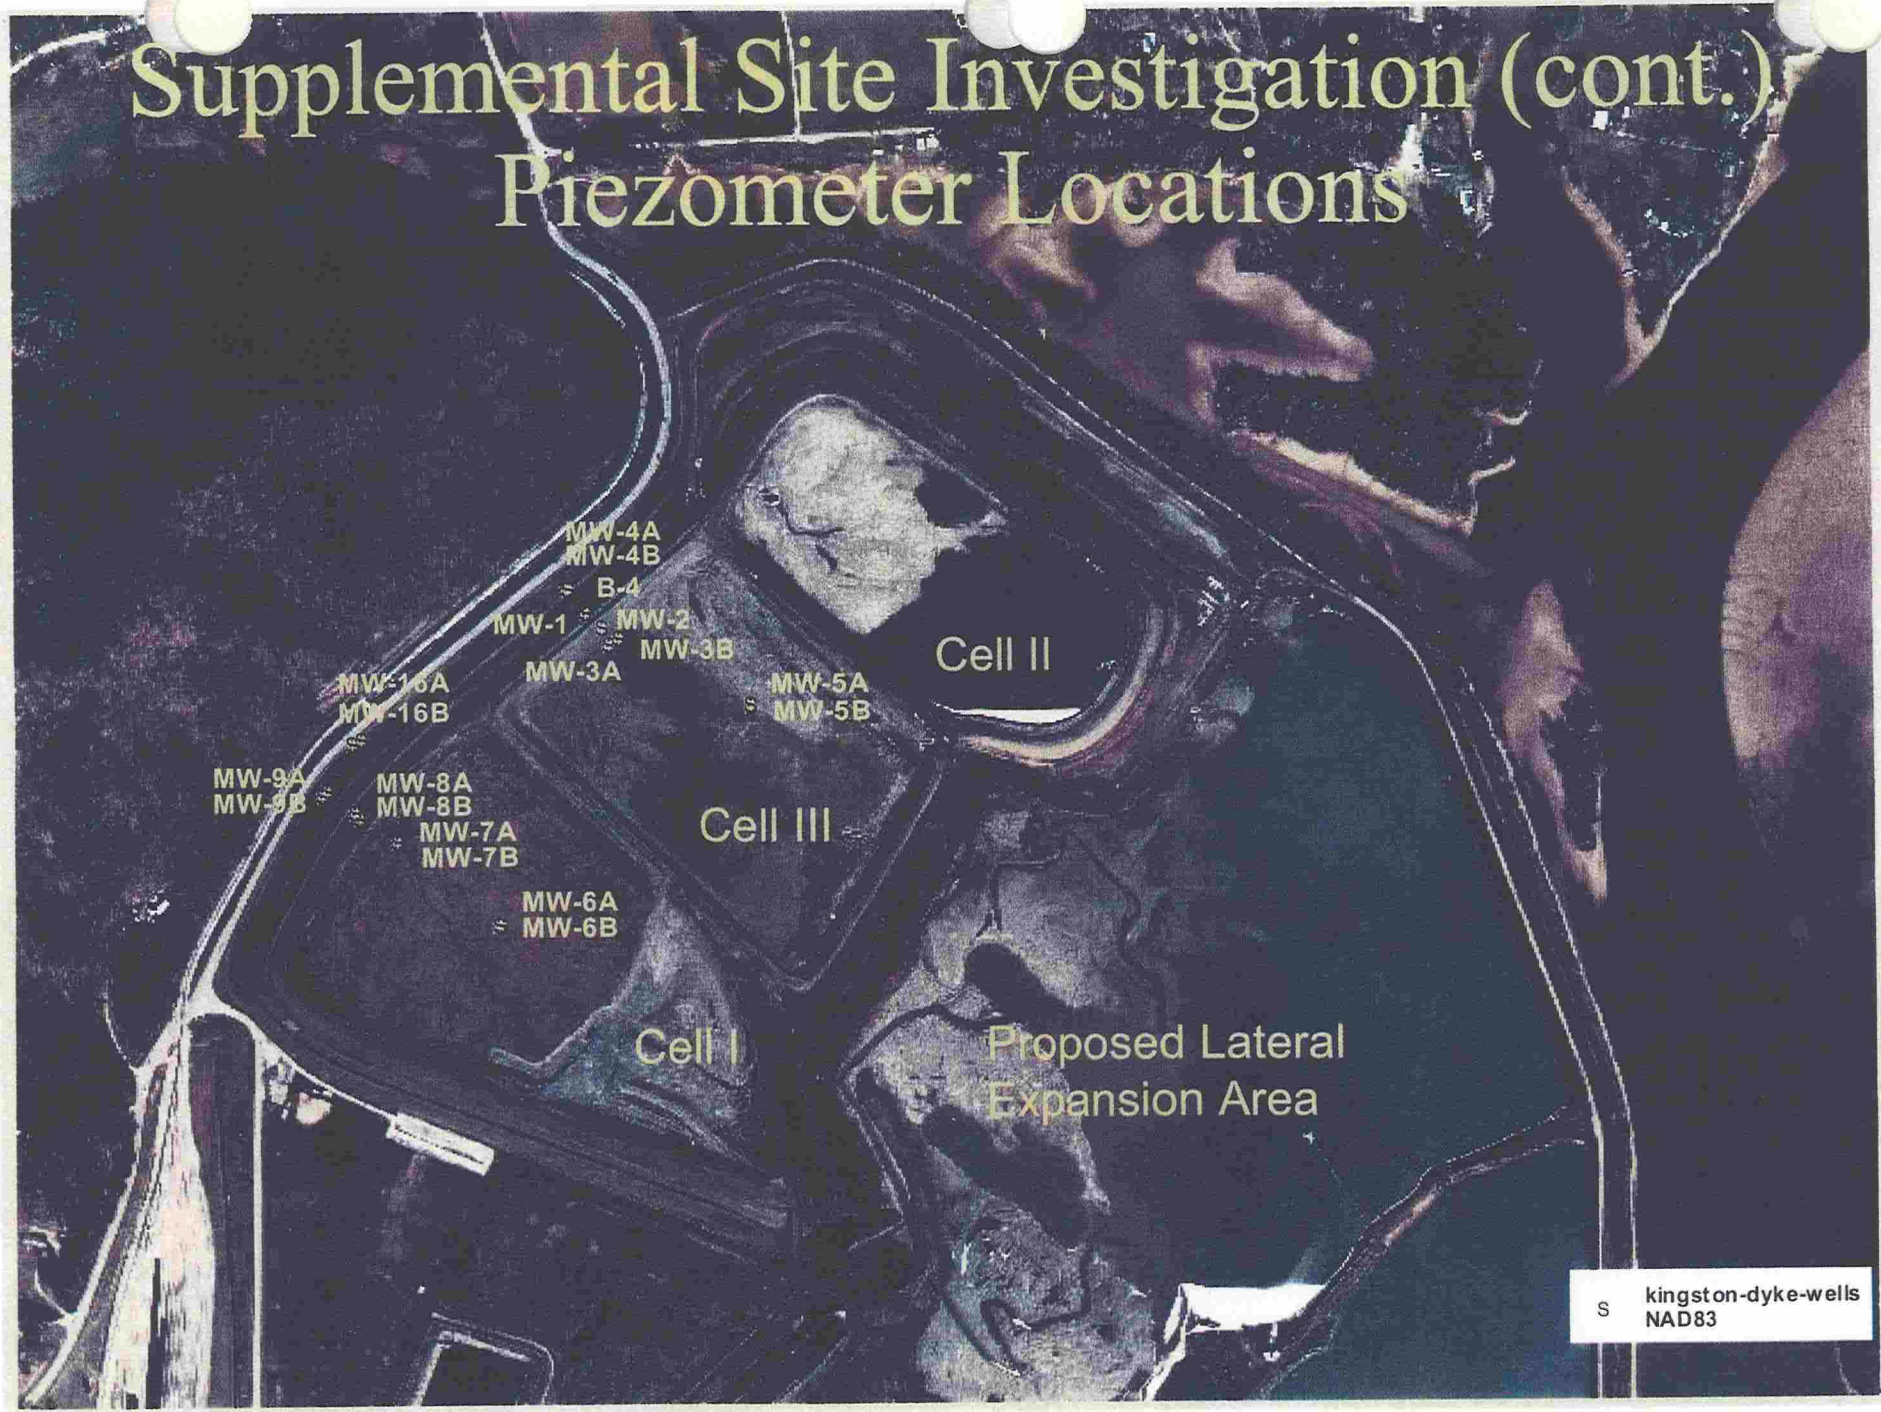 Supplemental Site Investigation (cont.)
Piezometer Locations
MW-4A
MW-4B
B-4
MW-1
MW-2
MW-3B
MW-3A
MW-16A
MW-16B
MW-5A
MW-5B
Cell II
MW-9A
MW-9B
MW-8A
MW-8B
MW-7A
MW-7B
Cell III
MW-6A
MW-6B
Cell I
Proposed Lateral
Expansion Area
S
kingston-dyke-wells
NAD83